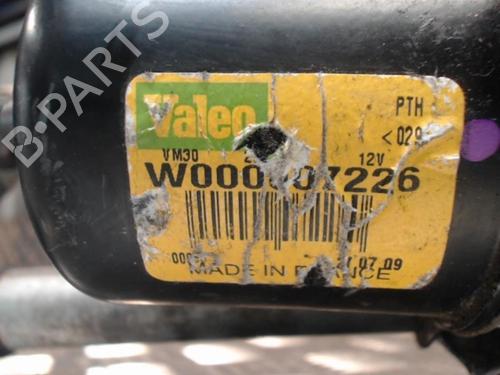 Valeo
PTH
<029
VM30 12V
W000007226
07 09
MADE IN FRANCE
B-PARTS